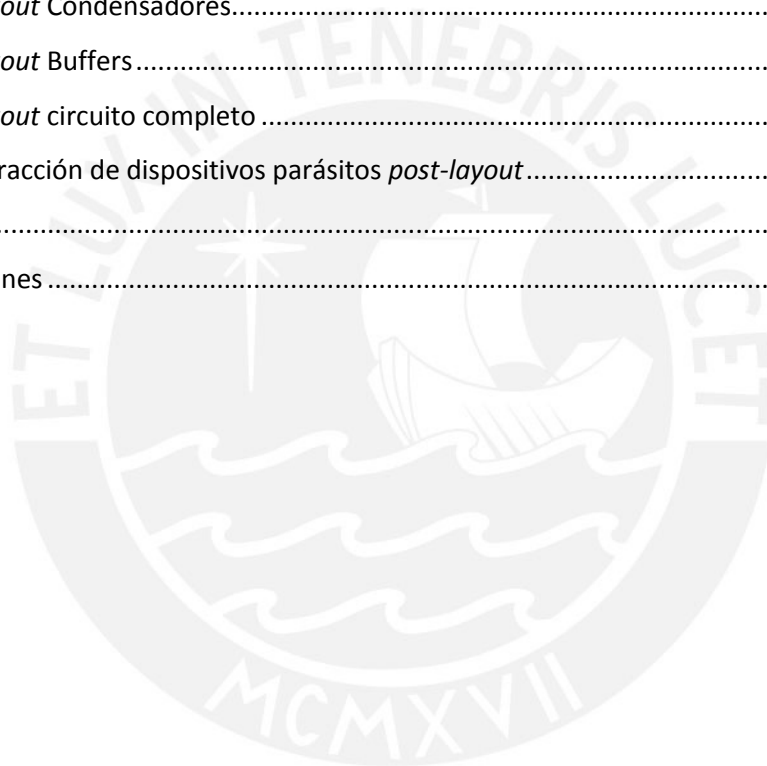 out Condensadores....................................................................
out Buffers....................................................................................
out circuito completo....................................................................
racción de dispositivos parásitos post-layout................................
....................................................................................................
nes..................................................................................................
ET LUX IN TENEBRIS LUCET
MCMXVII